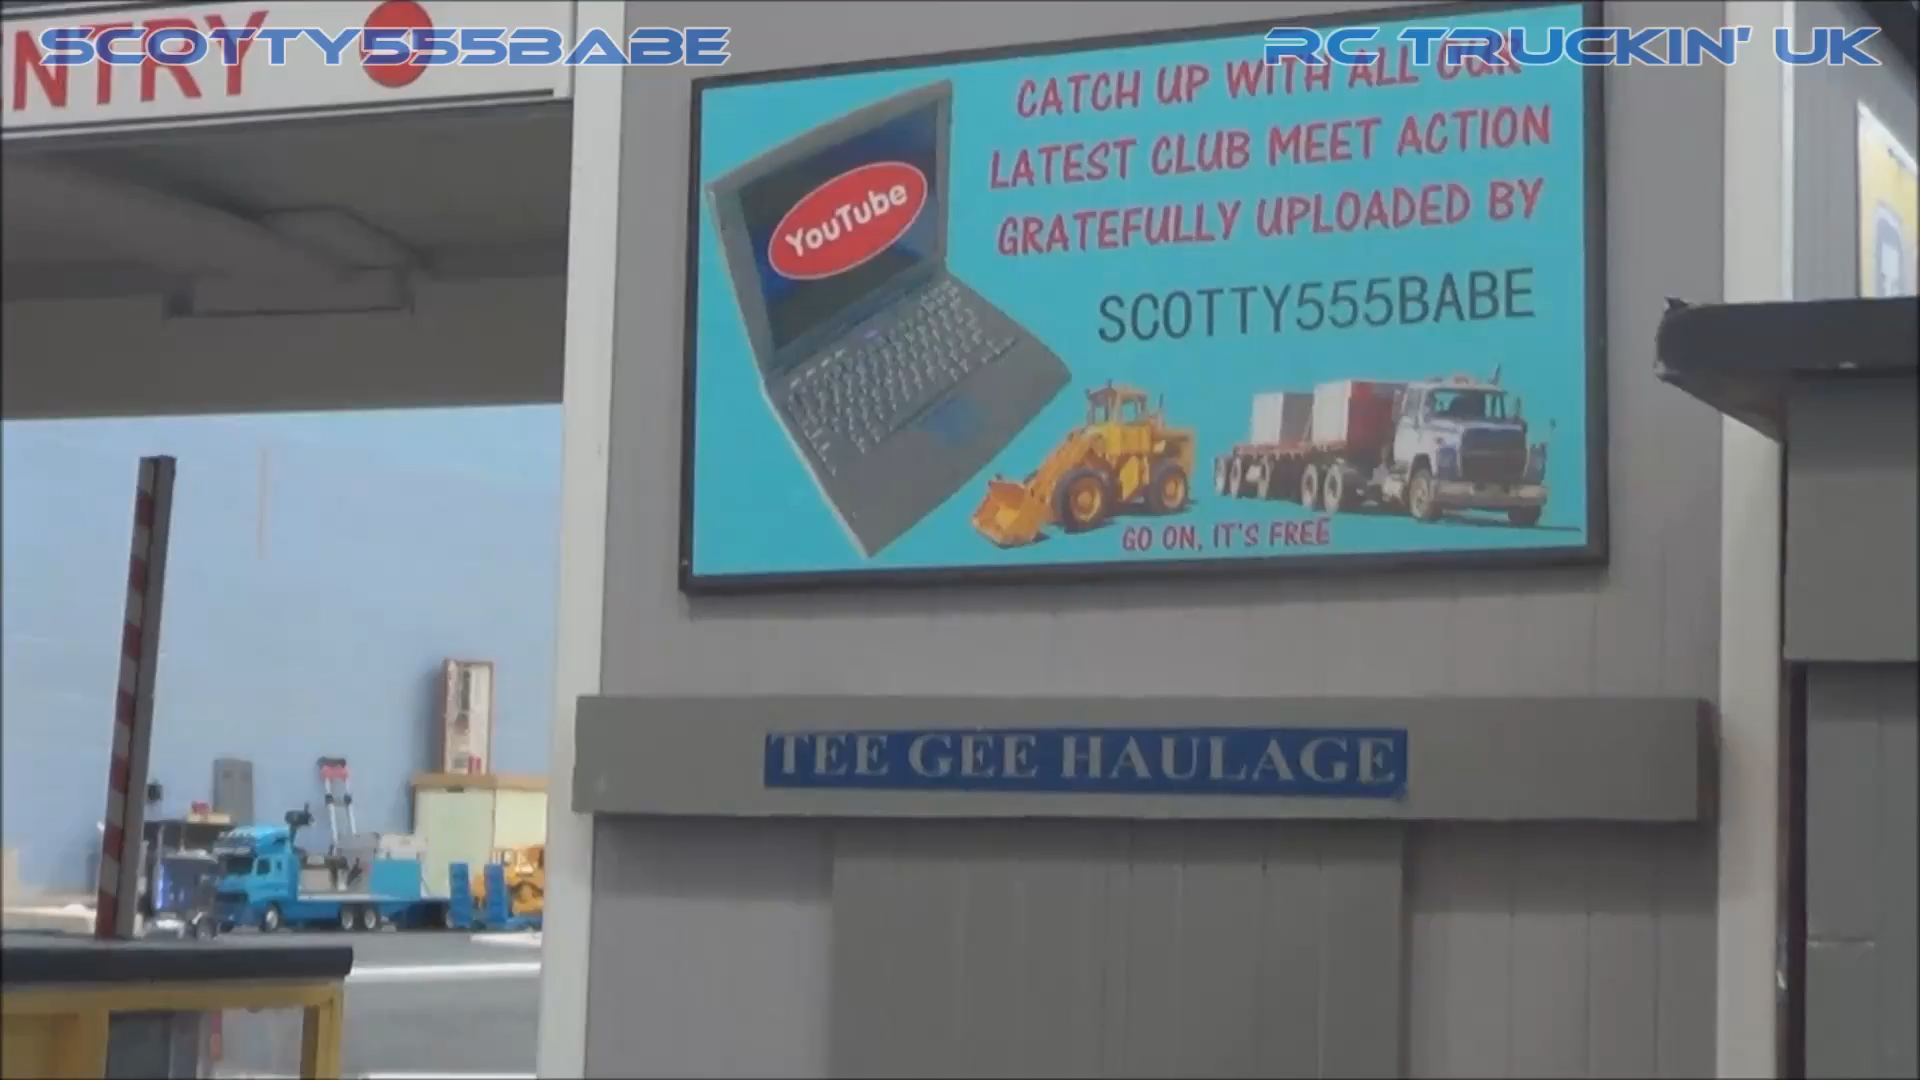 SCOTTY555BABE
RC TRUCKIN' UK
NTRY
CATCH UP WITH ALL OUR
LATEST CLUB MEET ACTION
GRATEFULLY UPLOADED BY
SCOTTY555BABE
YouTube
GO ON, IT'S FREE
TEE GEE HAULAGE